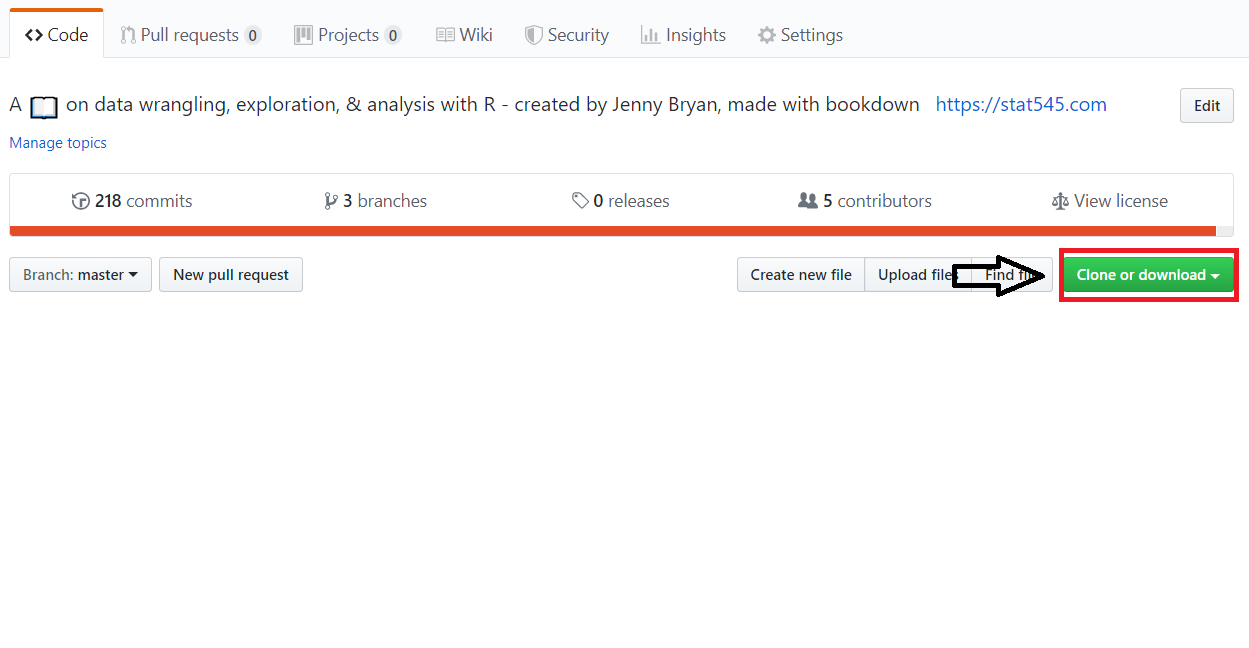 Code Pull requests 0 Projects 0 Wiki Security Insights Settings
A on data wrangling, exploration, & analysis with R - created by Jenny Bryan, made with bookdown https://stat545.com Edit
Manage topics
218 commits 3 branches 0 releases 5 contributors View license
Branch: master New pull request Create new file Upload files Find file Clone or download